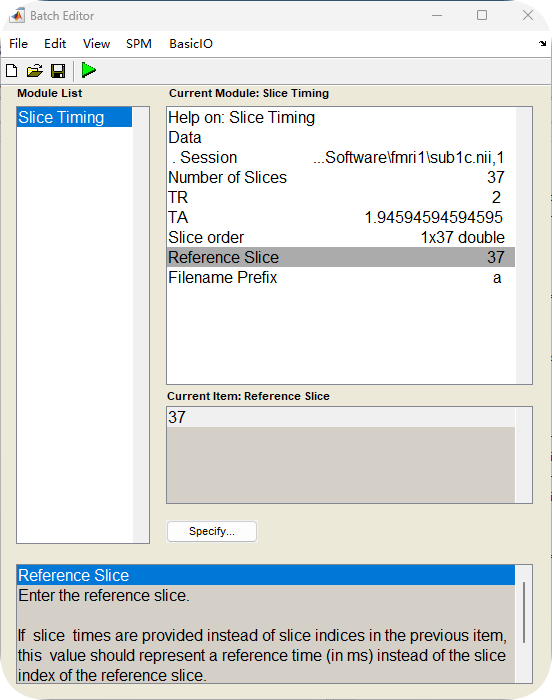 Batch Editor
File Edit View SPM BasicIO
Module List
Current Module: Slice Timing
Slice Timing
Help on: Slice Timing
Data
. Session ...Software\fmri1\sub1c.nii,1
Number of Slices 37
TR 2
TA 1.94594594594595
Slice order 1x37 double
Reference Slice 37
Filename Prefix a
Current Item: Reference Slice
37
Specify...
Reference Slice
Enter the reference slice.
If slice times are provided instead of slice indices in the previous item,
this value should represent a reference time (in ms) instead of the slice
index of the reference slice.